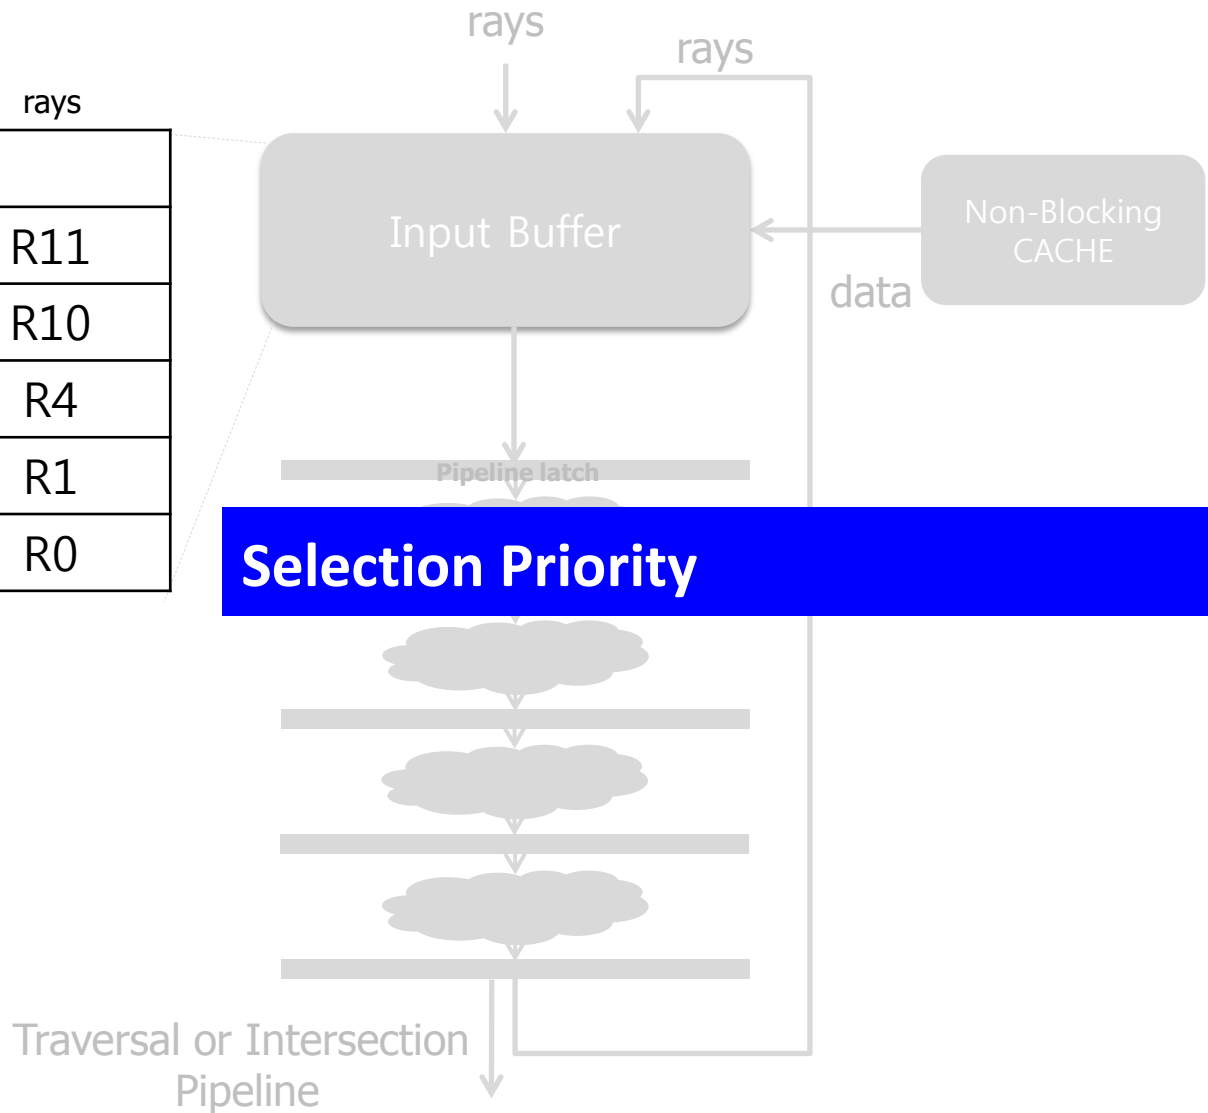 rays
rays
rays
R11
R10
R4
R1
R0
Input Buffer
Non-Blocking
CACHE
data
Pipeline latch
Selection Priority
Traversal or Intersection
Pipeline